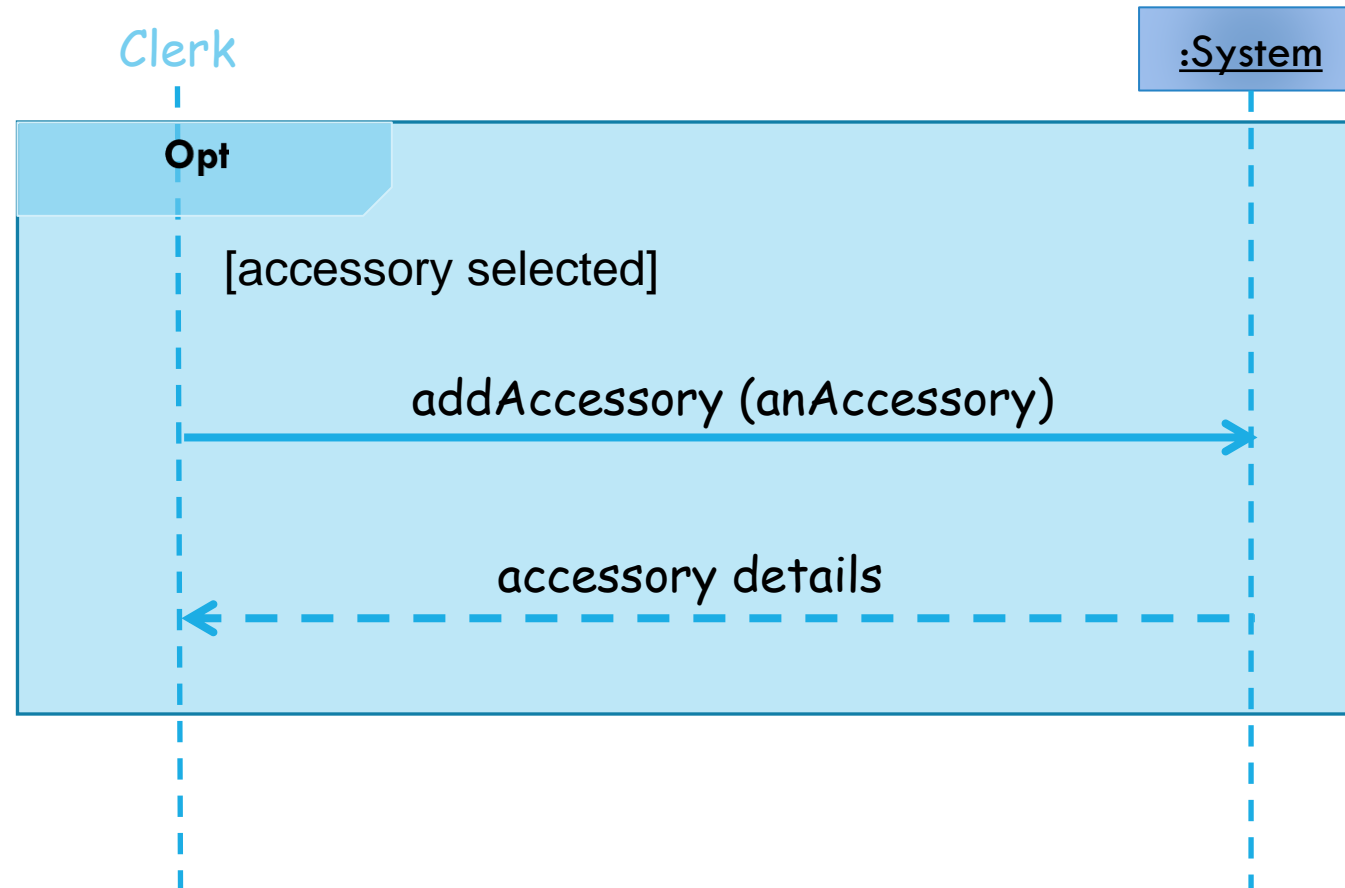 Clerk
:System
Opt
[accessory selected]
addAccessory (anAccessory)
accessory details